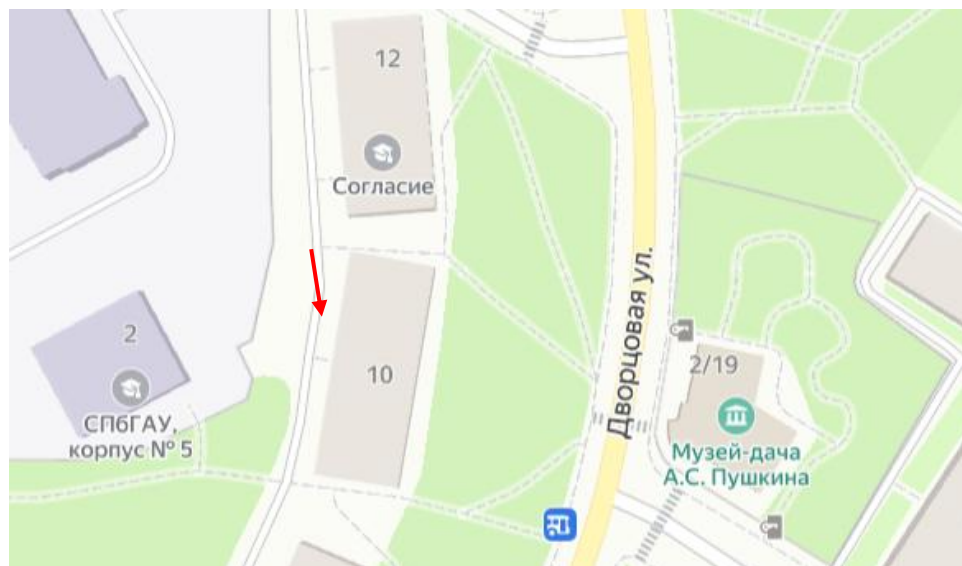 12
Согласие
Дворцовая ул.
2
СПбГАУ,
корпус № 5
10
2/19
Музей-дача
А.С. Пушкина